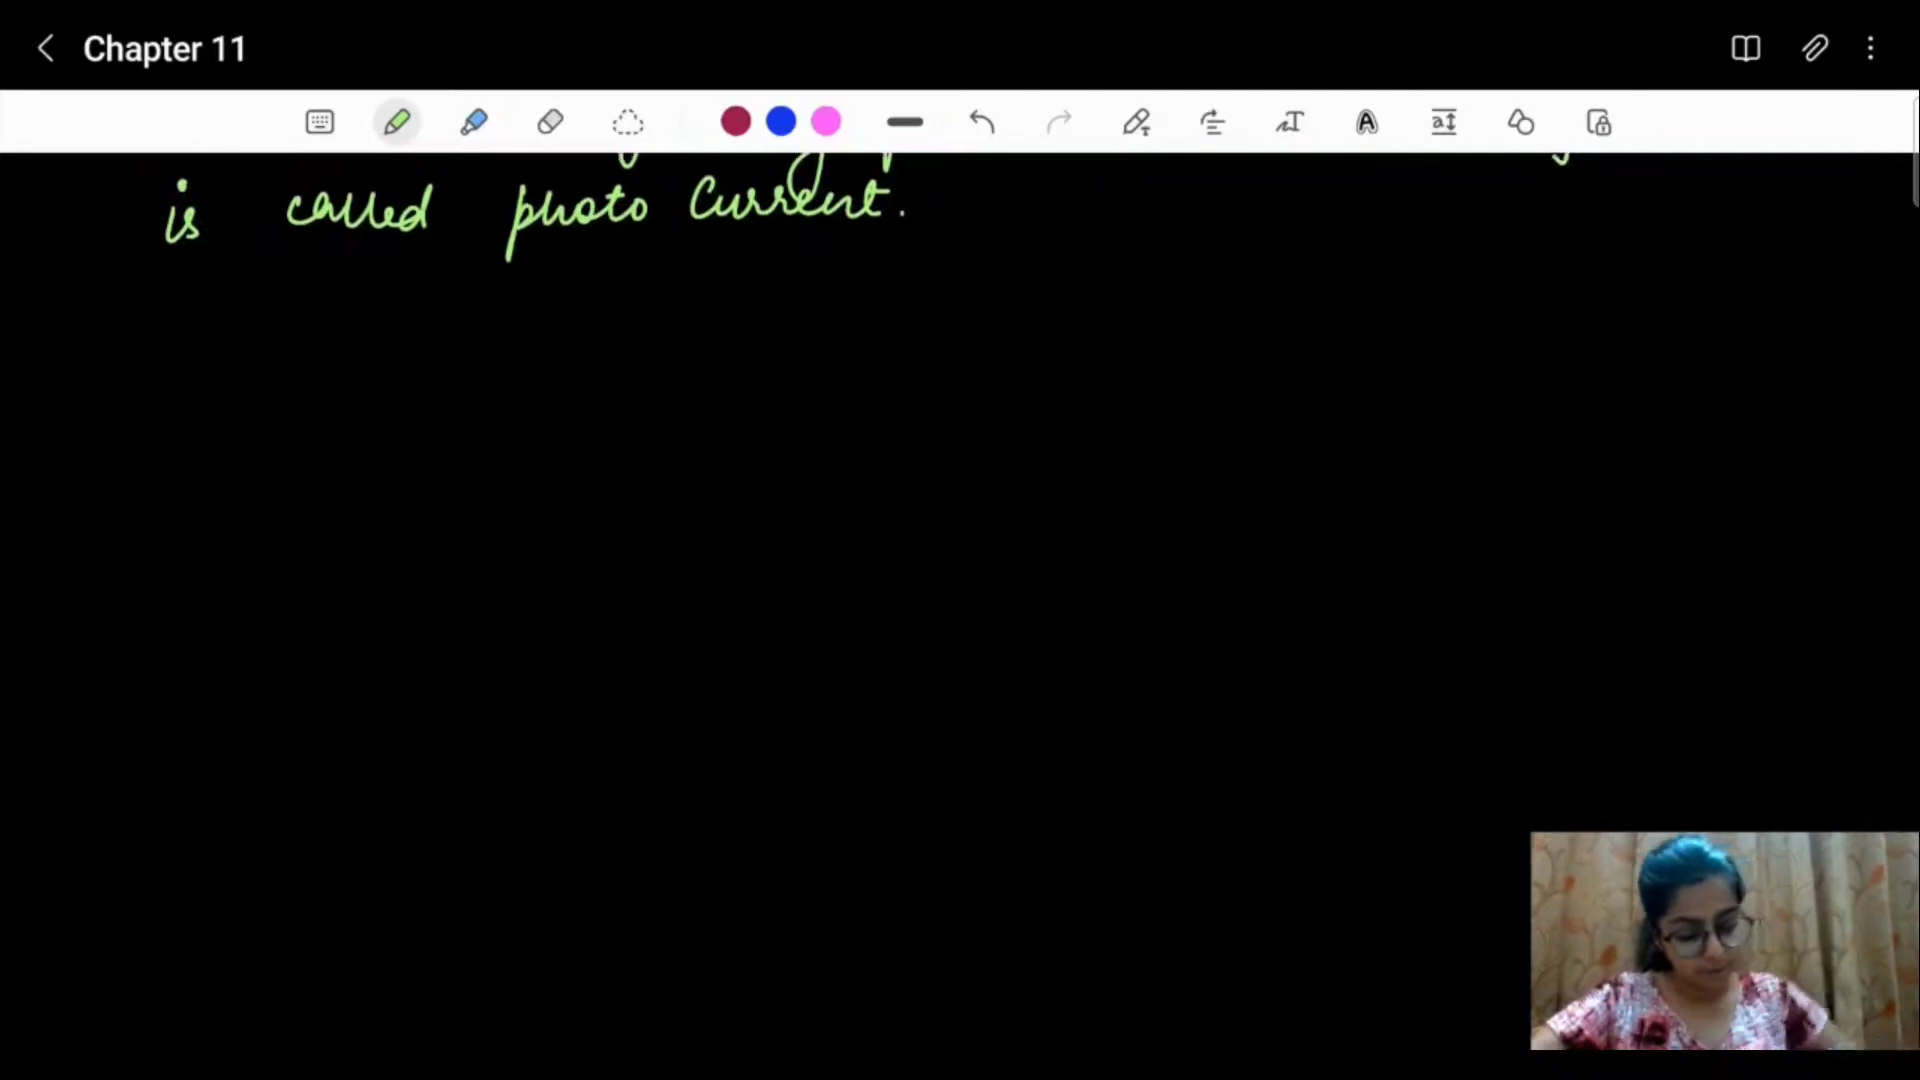 Chapter 11
is called photo Current.